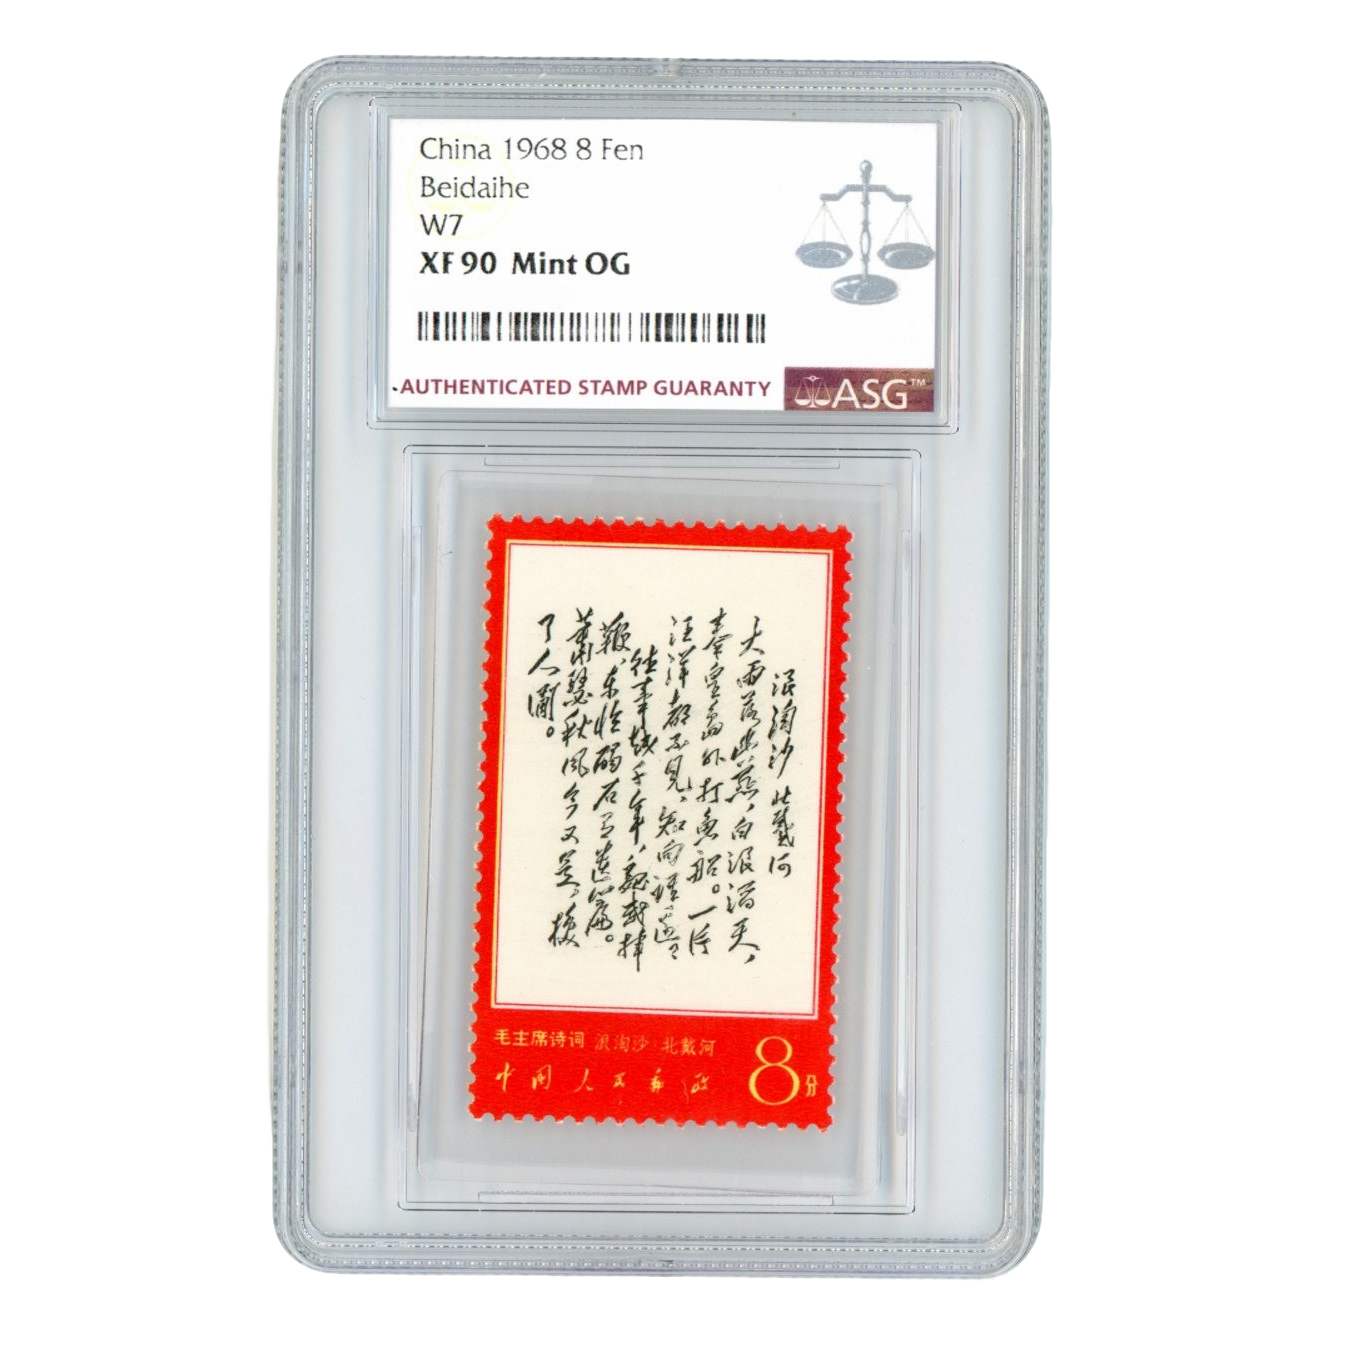 China 1968 8 Fen
Beidaihe
W7
XF 90 Mint OG
AUTHENTICATED STAMP GUARANTY
ASG™
浪淘沙 北戴河
大雨落幽燕，白浪滔天，
秦皇岛外打鱼船。一片
汪洋都不见，知向谁边？
往事越千年，魏武挥
鞭，东临碣石有遗篇。
萧瑟秋风今又是，换
了人间。
毛主席诗词 浪淘沙·北戴河
中国人民邮政
8分